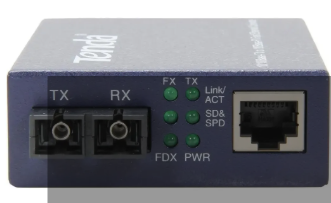 Tenda
FX TX
TX RX
Link/
ACT
SD&
SPD
FDX PWR